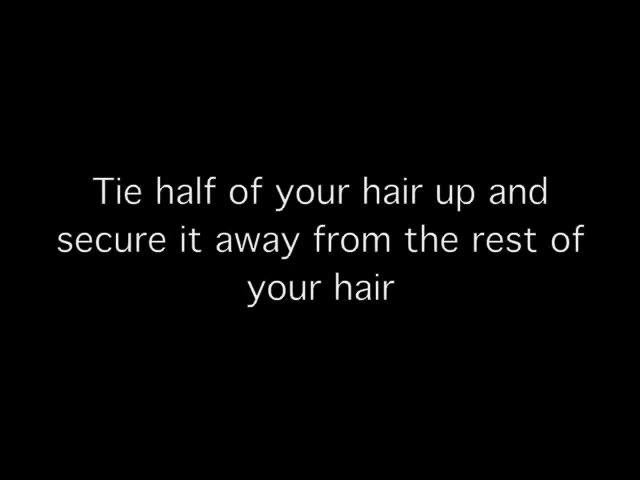 Tie half of your hair up and
secure it away from the rest of
your hair